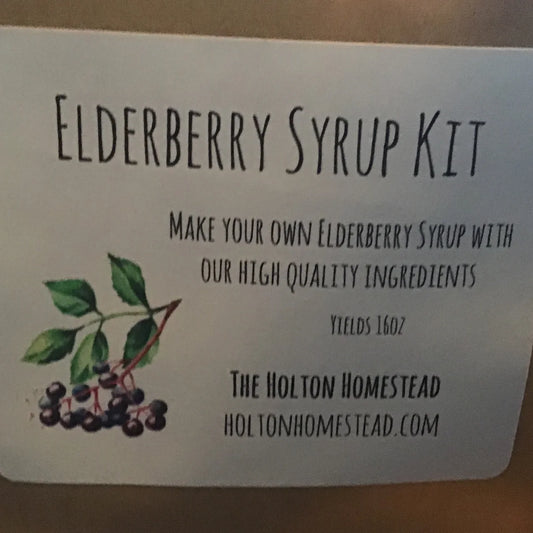 ELDERBERRY SYRUP KIT
MAKE YOUR OWN ELDERBERRY SYRUP WITH
OUR HIGH QUALITY INGREDIENTS
YIELDS 16OZ
THE HOLTON HOMESTEAD
HOLTONHOMESTEAD.COM